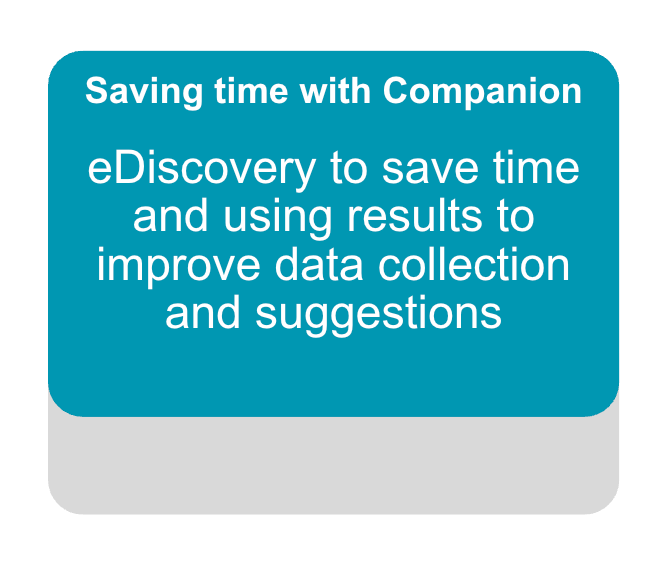 Saving time with Companion
eDiscovery to save time
and using results to
improve data collection
and suggestions